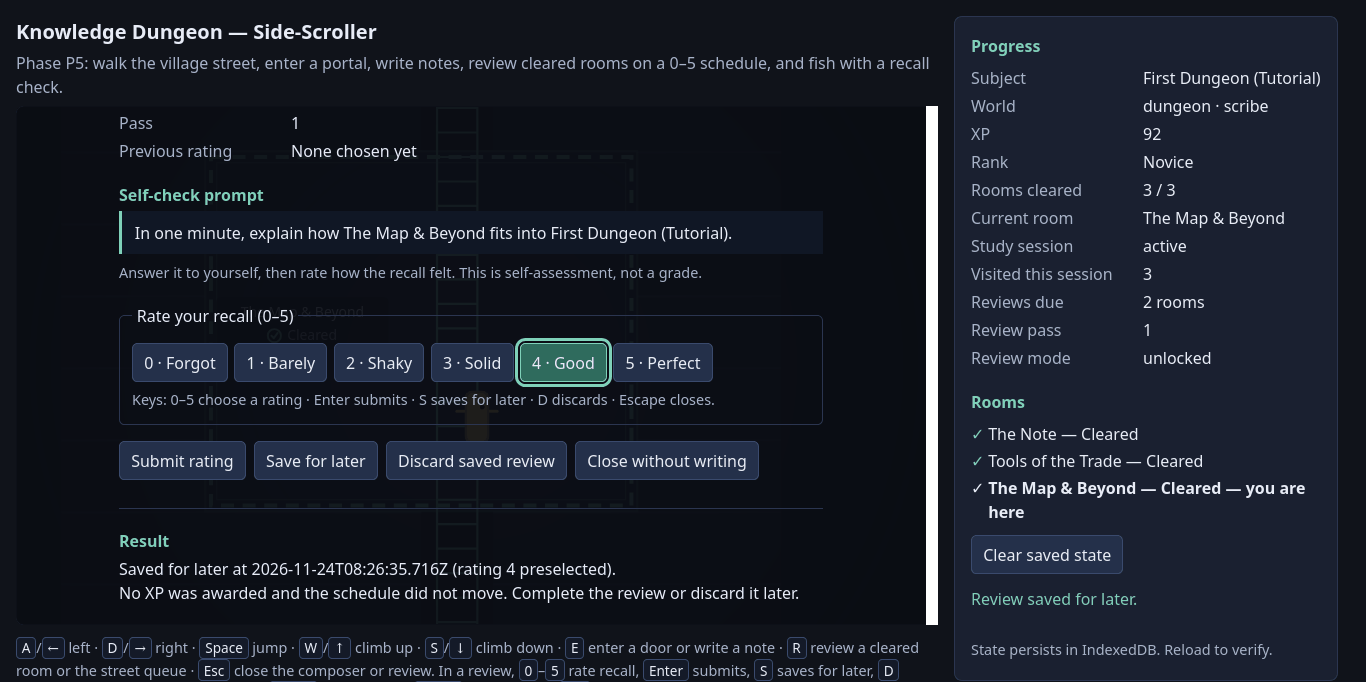 Knowledge Dungeon — Side-Scroller
Phase P5: walk the village street, enter a portal, write notes, review cleared rooms on a 0–5 schedule, and fish with a recall
check.
Pass 1
Previous rating None chosen yet
Self-check prompt
In one minute, explain how The Map & Beyond fits into First Dungeon (Tutorial).
Answer it to yourself, then rate how the recall felt. This is self-assessment, not a grade.
The Map & Beyond
Cleared
Rate your recall (0–5)
0 · Forgot 1 · Barely 2 · Shaky 3 · Solid 4 · Good 5 · Perfect
Keys: 0–5 choose a rating · Enter submits · S saves for later · D discards · Escape closes.
Submit rating Save for later Discard saved review Close without writing
Result
Saved for later at 2026-11-24T08:26:35.716Z (rating 4 preselected).
No XP was awarded and the schedule did not move. Complete the review or discard it later.
A/← left · D/→ right · Space jump · W/↑ climb up · S/↓ climb down · E enter a door or write a note · R review a cleared
room or the street queue · Esc close the composer or review. In a review, 0–5 rate recall, Enter submits, S saves for later, D
Progress
Subject First Dungeon (Tutorial)
World dungeon · scribe
XP 92
Rank Novice
Rooms cleared 3 / 3
Current room The Map & Beyond
Study session active
Visited this session 3
Reviews due 2 rooms
Review pass 1
Review mode unlocked
Rooms
✓ The Note — Cleared
✓ Tools of the Trade — Cleared
✓ The Map & Beyond — Cleared — you are
here
Clear saved state
Review saved for later.
State persists in IndexedDB. Reload to verify.